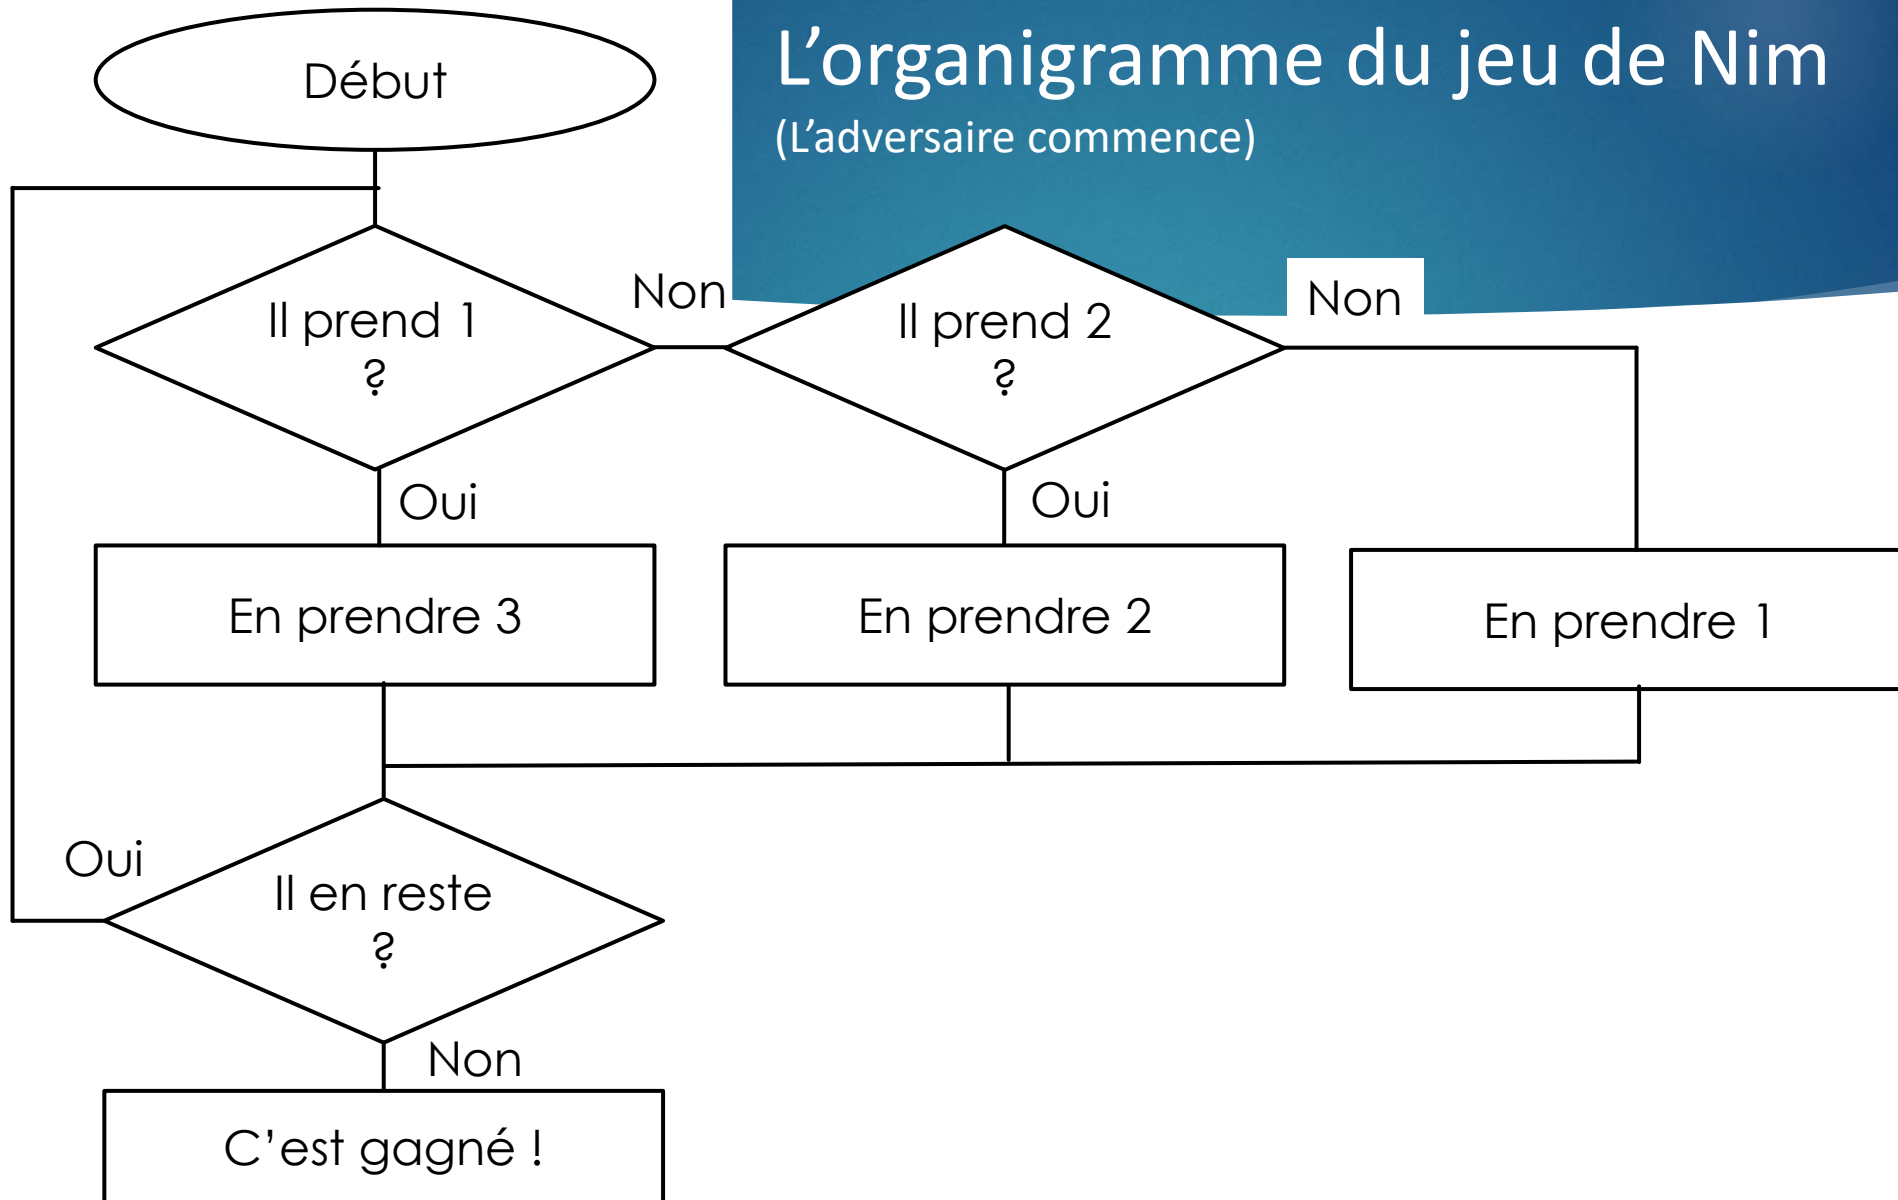 L’organigramme du jeu de Nim
(L’adversaire commence)
Début
Il prend 1
?
Non
Il prend 2
?
Non
Oui
Oui
En prendre 3
En prendre 2
En prendre 1
Oui
Il en reste
?
Non
C’est gagné !